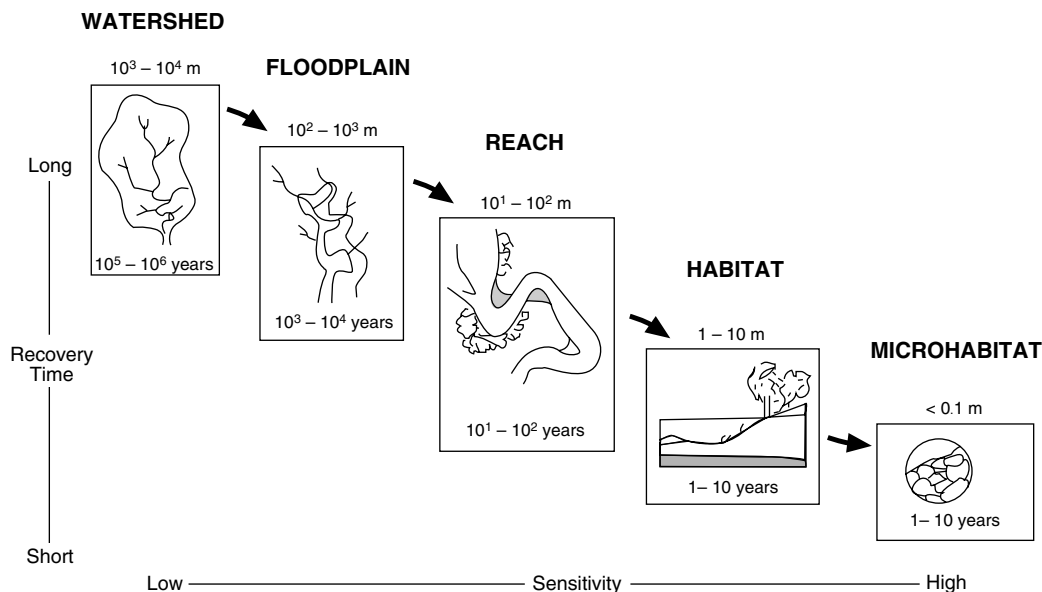 WATERSHED
10³ – 10⁴ m
10⁵ – 10⁶ years
FLOODPLAIN
10² – 10³ m
10³ – 10⁴ years
REACH
10¹ – 10² m
10¹ – 10² years
HABITAT
1 – 10 m
1– 10 years
MICROHABITAT
< 0.1 m
1– 10 years
Long
Recovery
Time
Short
Low
Sensitivity
High